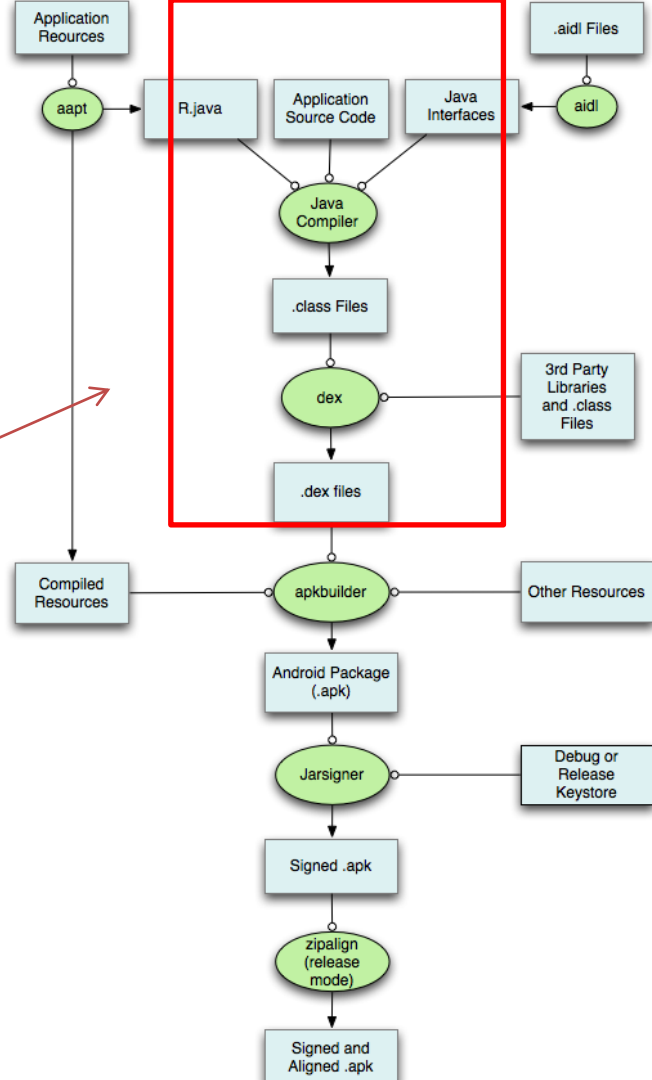 Application
Reources
.aidl Files
aapt
R.java
Application
Source Code
Java
Interfaces
aidl
Java
Compiler
.class Files
dex
3rd Party
Libraries
and .class
Files
.dex files
Compiled
Resources
apkbuilder
Other Resources
Android Package
(.apk)
Jarsigner
Debug or
Release
Keystore
Signed .apk
zipalign
(release
mode)
Signed and
Aligned .apk